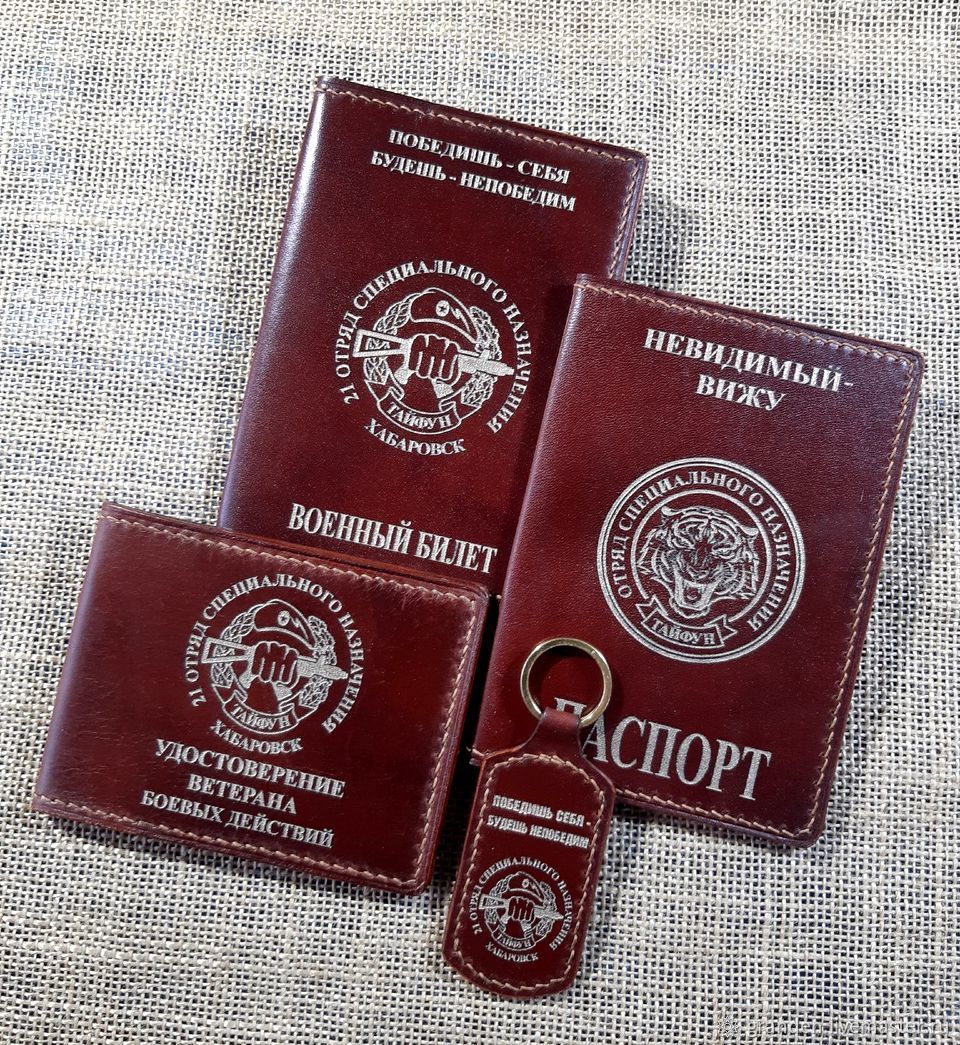 ПОБЕДИШЬ - СЕБЯ
БУДЕШЬ - НЕПОБЕДИМ
21 ОТРЯД СПЕЦИАЛЬНОГО НАЗНАЧЕНИЯ
ТАЙФУН
ХАБАРОВСК
ВОЕННЫЙ БИЛЕТ
НЕВИДИМЫЙ-
ВИЖУ
ОТРЯД СПЕЦИАЛЬНОГО НАЗНАЧЕНИЯ
ТАЙФУН
ПАСПОРТ
21 ОТРЯД СПЕЦИАЛЬНОГО НАЗНАЧЕНИЯ
ТАЙФУН
ХАБАРОВСК
УДОСТОВЕРЕНИЕ
ВЕТЕРАНА
БОЕВЫХ ДЕЙСТВИЙ
ПОБЕДИШЬ СЕБЯ -
БУДЕШЬ НЕПОБЕДИМ
21 ОТРЯД СПЕЦИАЛЬНОГО НАЗНАЧЕНИЯ
ТАЙФУН
ХАБАРОВСК